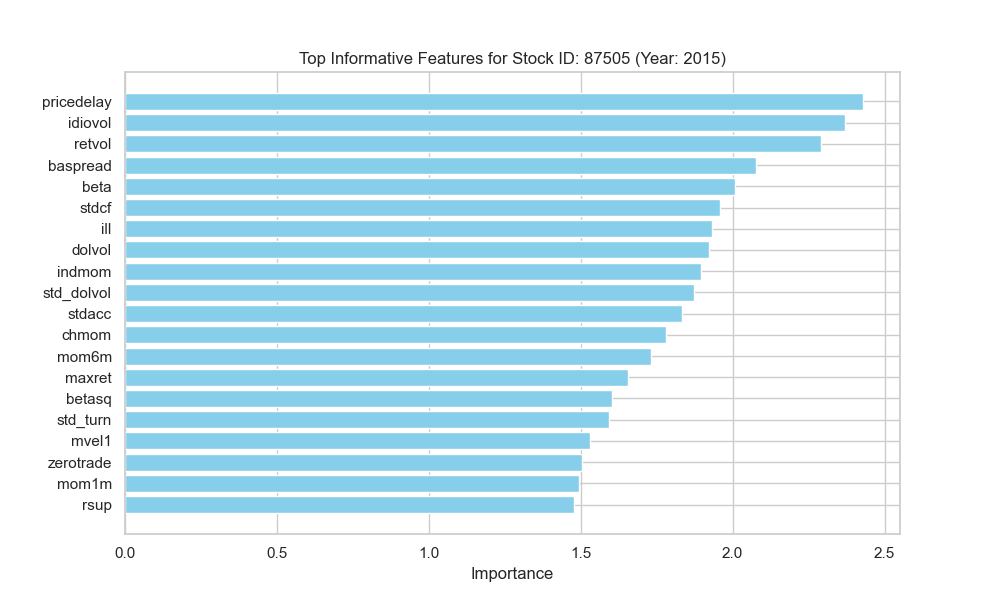 Top Informative Features for Stock ID: 87505 (Year: 2015)
pricedelay
idiovol
retvol
baspread
beta
stdcf
ill
dolvol
indmom
std_dolvol
stdacc
chmom
mom6m
maxret
betasq
std_turn
mvel1
zerotrade
mom1m
rsup
0.0 0.5 1.0 1.5 2.0 2.5
Importance